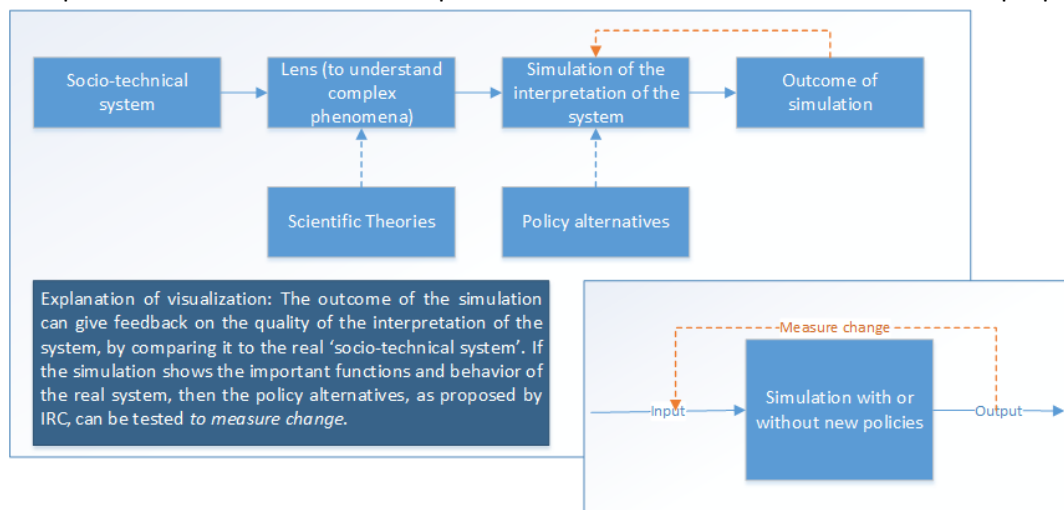 Socio-technical
system
Lens (to understand
complex
phenomena)
Simulation of the
interpretation of the
system
Outcome of
simulation
Scientific Theories
Policy alternatives
Explanation of visualization: The outcome of the simulation
can give feedback on the quality of the interpretation of the
system, by comparing it to the real ‘socio-technical system’. If
the simulation shows the important functions and behavior of
the real system, then the policy alternatives, as proposed by
IRC, can be tested to measure change.
Measure change
Input
Simulation with or
without new policies
Output